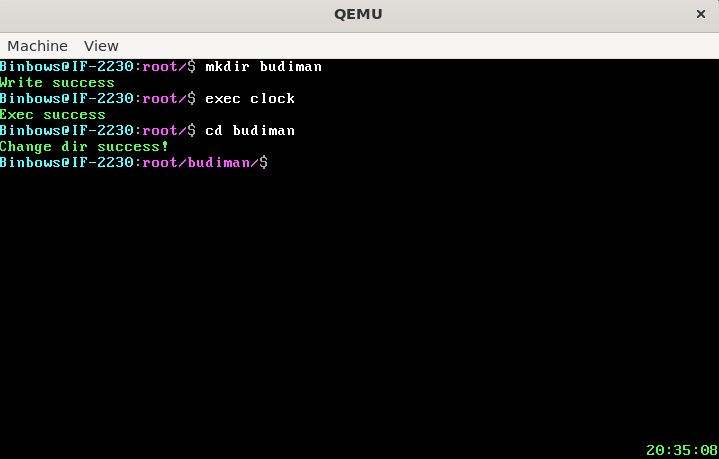 QEMU ×
Machine View
Binbows@IF-2230:root/$ mkdir budiman
Write success
Binbows@IF-2230:root/$ exec clock
Exec success
Binbows@IF-2230:root/$ cd budiman
Change dir success!
Binbows@IF-2230:root/budiman/$
20:35:08